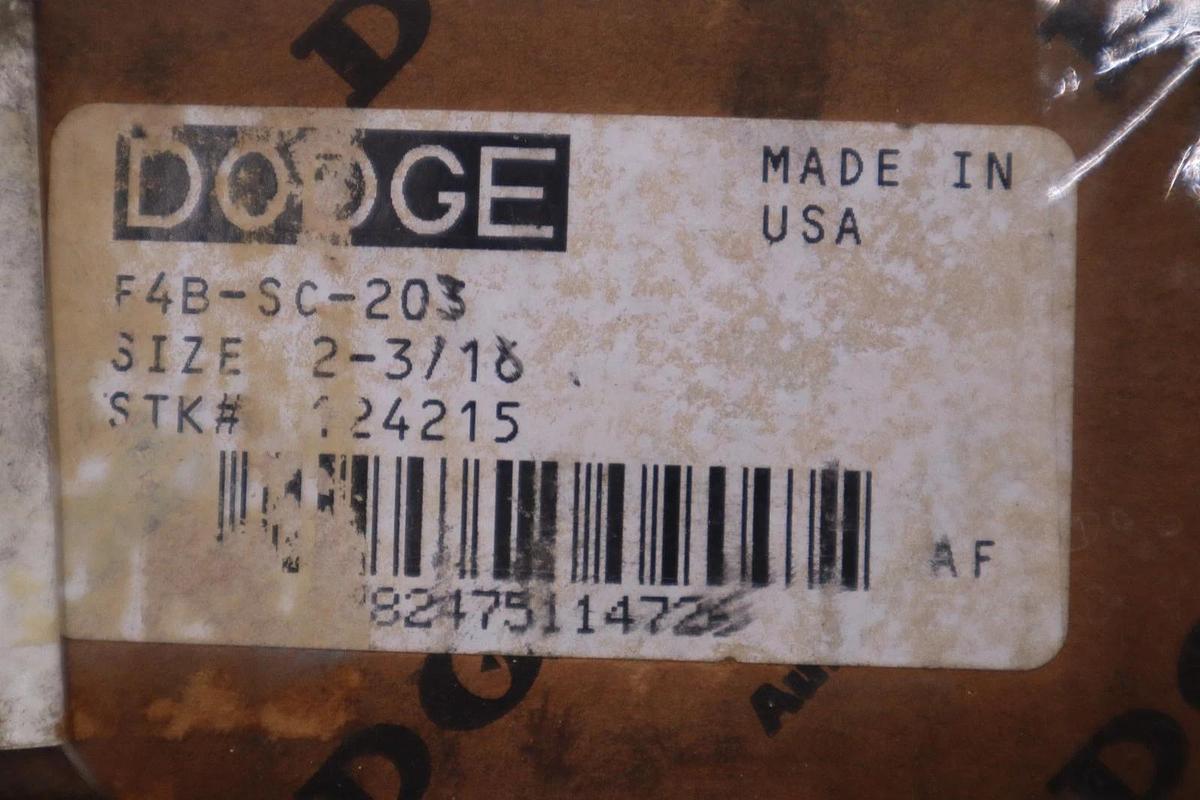 DODGE
MADE IN
USA
F4B-SC-203
SIZE 2-3/16
STK# 124215
AF